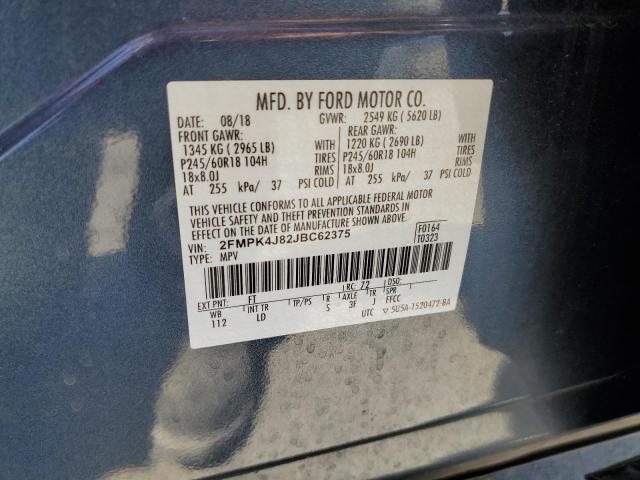 MFD. BY FORD MOTOR CO.
DATE: 08/18 GVWR: 2549 KG ( 5620 LB)
FRONT GAWR: REAR GAWR:
1345 KG ( 2965 LB) WITH 1220 KG ( 2690 LB) WITH
P245/60R18 104H TIRES P245/60R18 104H TIRES
18x8.0J RIMS 18x8.0J RIMS
AT 255 kPa/ 37 PSI COLD AT 255 kPa/ 37 PSI COLD
THIS VEHICLE CONFORMS TO ALL APPLICABLE FEDERAL MOTOR
VEHICLE SAFETY AND THEFT PREVENTION STANDARDS IN
EFFECT ON THE DATE OF MANUFACTURE SHOWN ABOVE.
VIN: 2FMPK4J82JBC62375 F0164
TYPE: MPV T0323
EXT PNT: FT RC: 72 DSO:
WB INT TR TP/PS R AXLE TR SPR
112 LD S 3F J FFCC
UTC ▽ 5U5A-1520472-BA